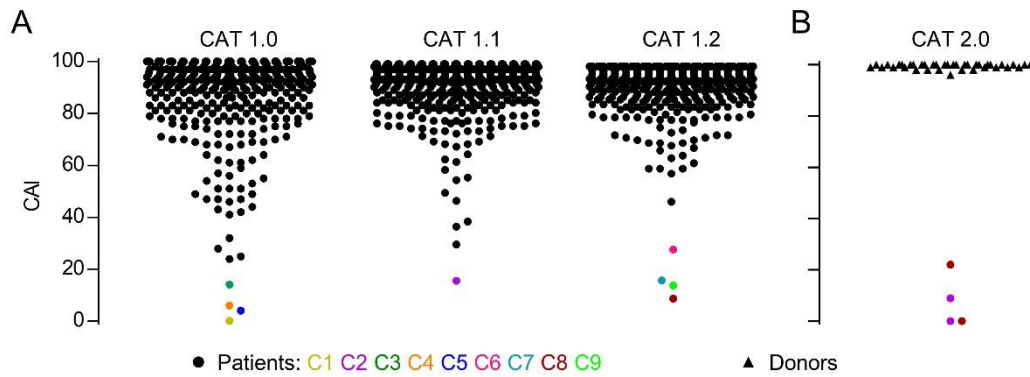 A
B
CAT 1.0 CAT 1.1 CAT 1.2 CAT 2.0
100
80
60
40
20
0
CAI
Patients: C1 C2 C3 C4 C5 C6 C7 C8 C9
Donors